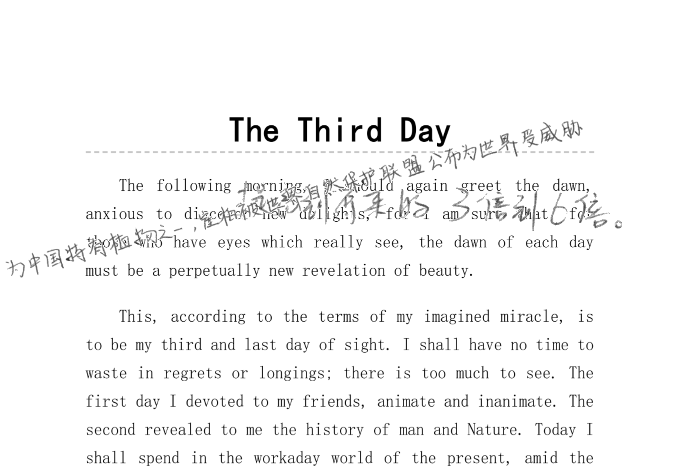 The Third Day
The following morning, I should again greet the dawn,
anxious to discover new delights, for I am sure that for
those who have eyes which really see, the dawn of each day
must be a perpetually new revelation of beauty.
This, according to the terms of my imagined miracle, is
to be my third and last day of sight. I shall have no time to
waste in regrets or longings; there is too much to see. The
first day I devoted to my friends, animate and inanimate. The
second revealed to me the history of man and Nature. Today I
shall spend in the workaday world of the present, amid the
为中国特有植物之一,在
世界自然保护联盟公布为世界受威胁
3倍到6倍。